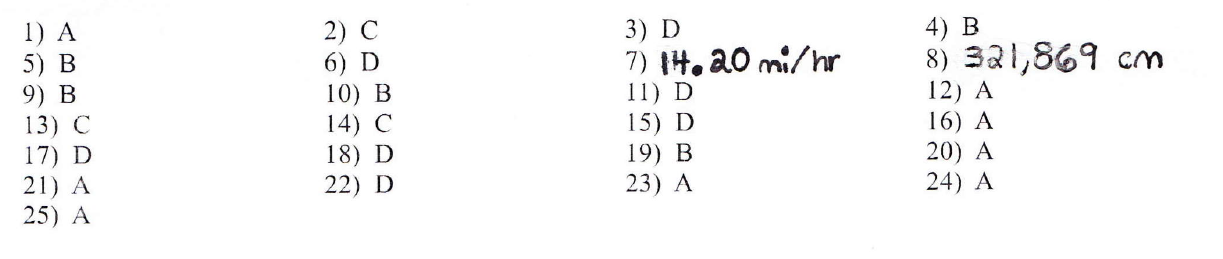 1) A 2) C 3) D 4) B
5) B 6) D 7) 14.20 mi/hr 8) 321,869 cm
9) B 10) B 11) D 12) A
13) C 14) C 15) D 16) A
17) D 18) D 19) B 20) A
21) A 22) D 23) A 24) A
25) A